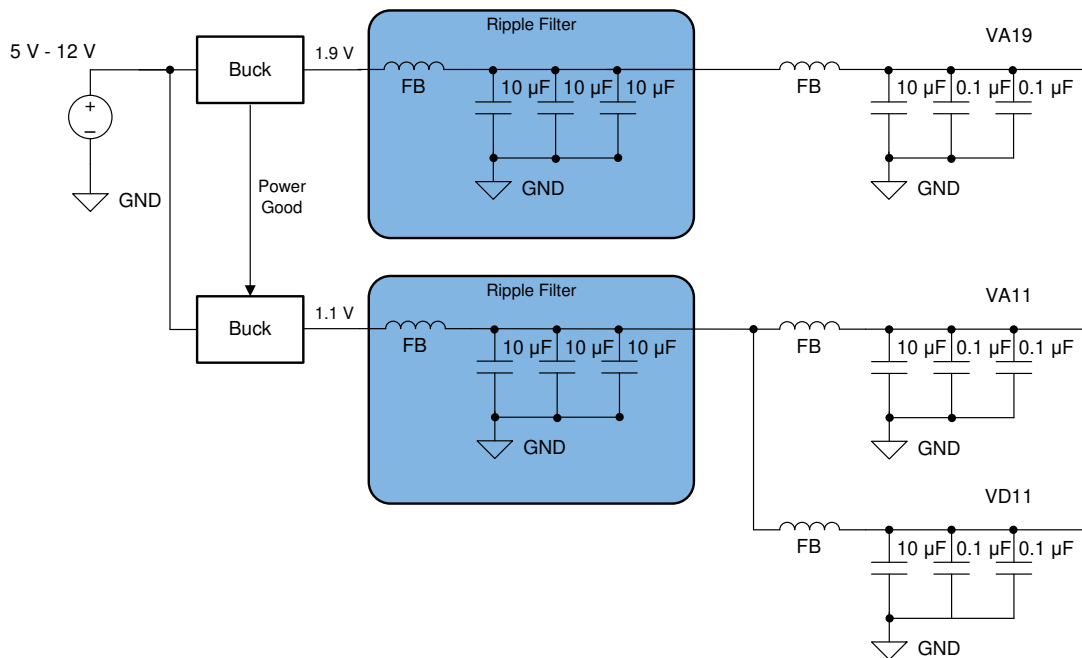 Ripple Filter
VA19
5 V - 12 V
1.9 V
Buck
+
−
FB
10 µF 10 µF 10 µF
FB
10 µF 0.1 µF 0.1 µF
GND
Power
Good
GND
GND
Ripple Filter
VA11
1.1 V
Buck
FB
10 µF 10 µF 10 µF
FB
10 µF 0.1 µF 0.1 µF
GND
GND
VD11
FB
10 µF 0.1 µF 0.1 µF
GND